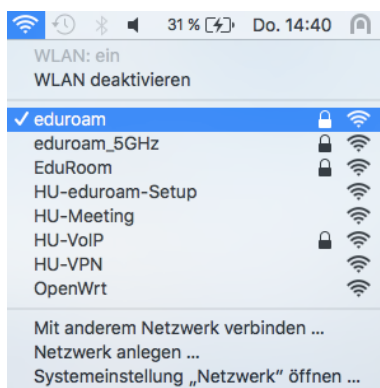 31 % Do. 14:40
WLAN: ein
WLAN deaktivieren
eduroam
eduroam_5GHz
EduRoom
HU-eduroam-Setup
HU-Meeting
HU-VoIP
HU-VPN
OpenWrt
Mit anderem Netzwerk verbinden ...
Netzwerk anlegen ...
Systemeinstellung „Netzwerk“ öffnen ...